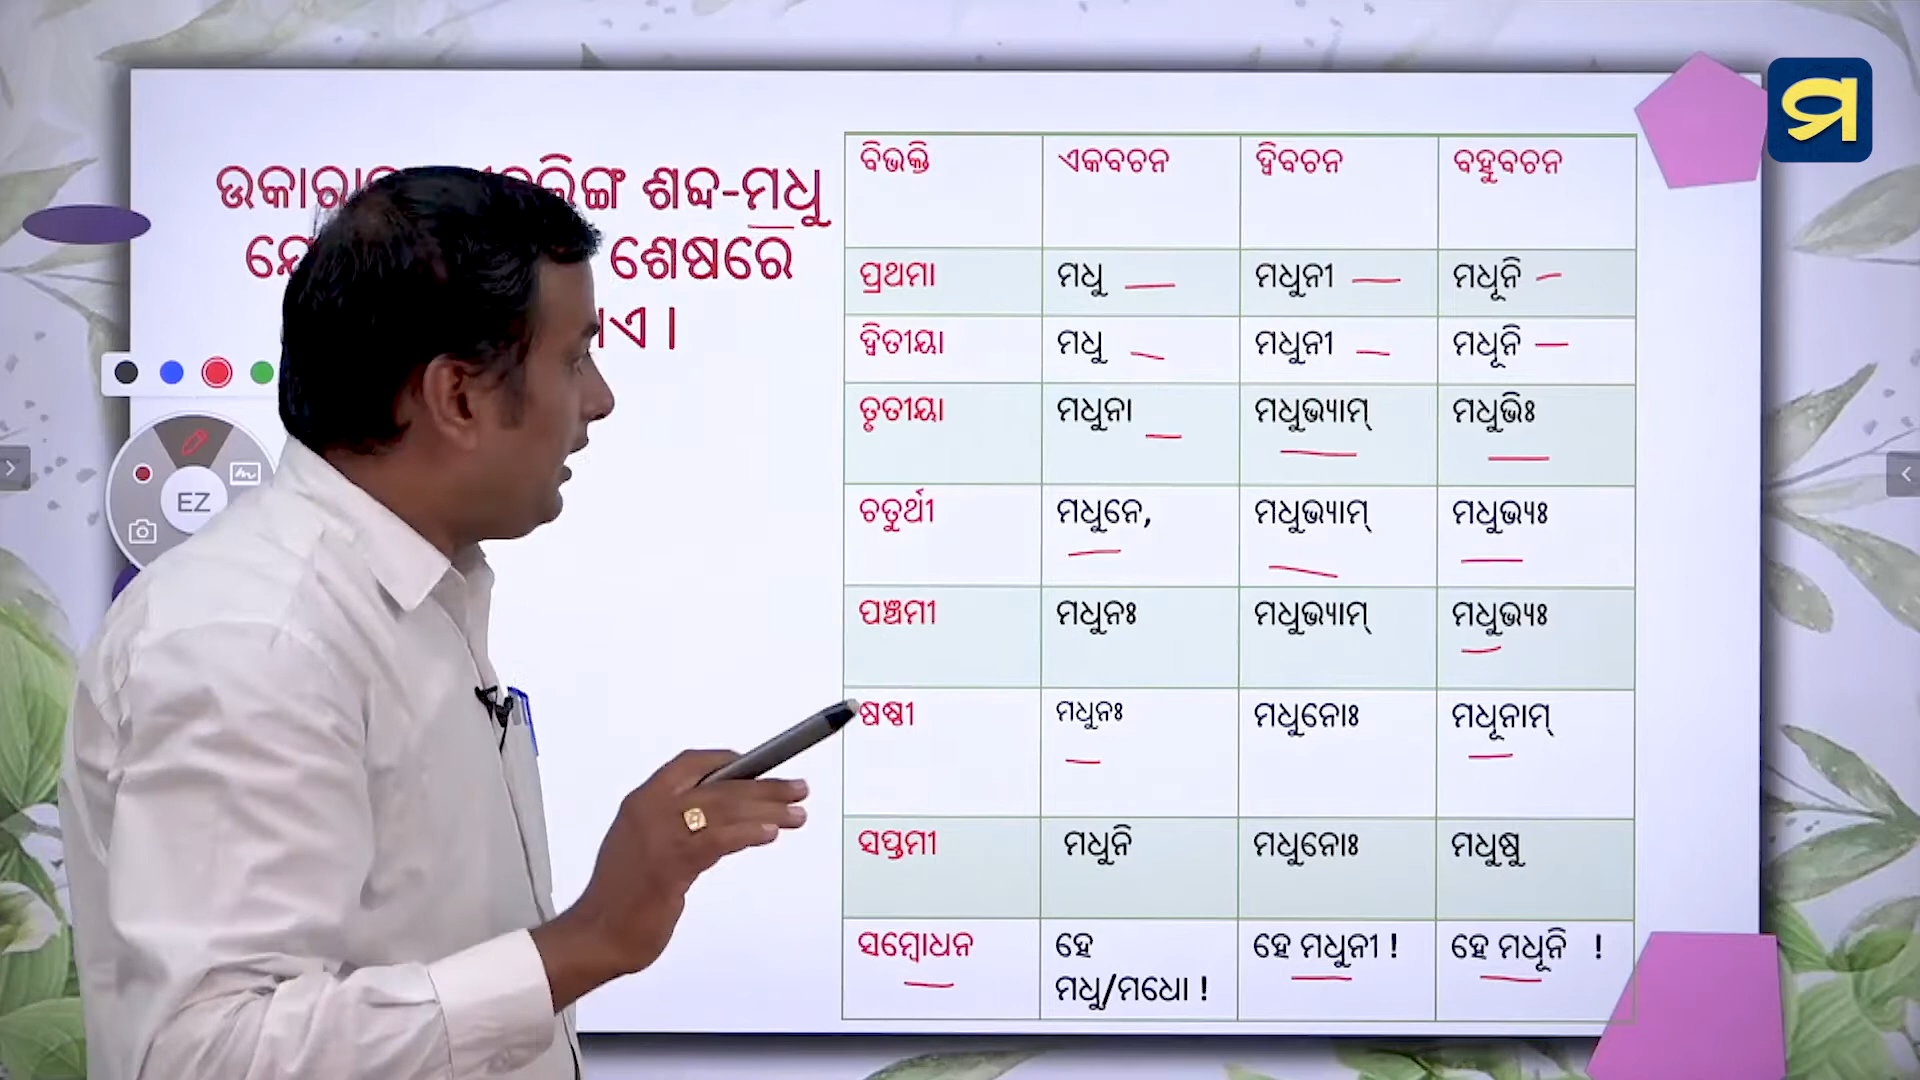 ଶବ୍ଦ-ମଧୁ
ଶେଷରେ
EZ
ବିଭକ୍ତି ଏକବଚନ ଦ୍ଵିବଚନ ବହୁବଚନ
ପ୍ରଥମା ମଧୁ ମଧୁନୀ ମଧୂନି
ଦ୍ଵିତୀୟା ମଧୁ ମଧୁନୀ ମଧୂନି
ତୃତୀୟା ମଧୁନା ମଧୁଭ୍ୟାମ୍ ମଧୁଭିଃ
ଚତୁର୍ଥୀ ମଧୁନେ, ମଧୁଭ୍ୟାମ୍ ମଧୁଭ୍ୟଃ
ପଞ୍ଚମୀ ମଧୁନଃ ମଧୁଭ୍ୟାମ୍ ମଧୁଭ୍ୟଃ
ଷଷ୍ଠୀ ମଧୁନଃ ମଧୁନୋଃ ମଧୂନାମ୍
ସପ୍ତମୀ ମଧୁନି ମଧୁନୋଃ ମଧୁଷୁ
ସମ୍ବୋଧନ ହେ ହେ ମଧୁନୀ ! ହେ ମଧୂନି !
ମଧୁ/ମଧୋ !